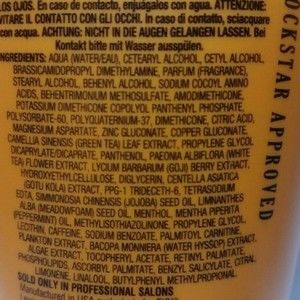 LOS OJOS. En caso de contacto, enjuágalos con agua. ATTENZIONE:
VITARE IL CONTATTO CON GLI OCCHI. In caso di contatto, sciacquare
con acqua. ACHTUNG: NICHT IN DIE AUGEN GELANGEN LASSEN. Bei
Kontakt bitte mit Wasser ausspülen.
INGREDIENTS: AQUA (WATER/EAU), CETEARYL ALCOHOL, CETYL ALCOHOL,
BRASSICAMIDOPROPYL DIMETHYLAMINE, PARFUM (FRAGRANCE),
STEARYL ALCOHOL, BEHENYL ALCOHOL, SODIUM COCOYL AMINO
ACIDS, BEHENTRIMONIUM METHOSULFATE, AMODIMETHICONE,
POTASSIUM DIMETHICONE COPOLYOL PANTHENYL PHOSPHATE,
POLYSORBATE-60, POLYQUATERNIUM-37, DIMETHICONE, CITRIC ACID,
MAGNESIUM ASPARTATE, ZINC GLUCONATE, COPPER GLUCONATE,
CAMELLIA SINENSIS (GREEN TEA) LEAF EXTRACT, PROPYLENE GLYCOL
DICAPRYLATE/DICAPRATE, PANTHENOL, PAEONIA ALBIFLORA (WHITE
TEA) FLOWER EXTRACT, LYCIUM BARBARUM (GOJI) BERRY EXTRACT,
HYDROXYETHYLCELLULOSE, DIGLYCERIN, CENTELLA ASIATICA
(GOTU KOLA) EXTRACT, PPG-1 TRIDECETH-6, TETRASODIUM
EDTA, SIMMONDSIA CHINENSIS (JOJOBA) SEED OIL, LIMNANTHES
ALBA (MEADOWFOAM) SEED OIL, MENTHOL, MENTHA PIPERITA
(PEPPERMINT) OIL, METHYLISOTHIAZOLINONE, PROPYLENE GLYCOL,
LECITHIN, CAFFEINE, SODIUM BENZOATE, PALMITOYL CARNITINE,
PLANKTON EXTRACT, BACOPA MONNIERA (WATER HYSSOP) EXTRACT,
ALGAE EXTRACT, TOCOPHERYL ACETATE, RETINYL PALMITATE,
PHOSPHOLIPIDS, ASCORBYL PALMITATE, BENZYL SALICYLATE, CITRAL,
LIMONENE, LINALOOL, BUTYLPHENYL METHYLPROPIONAL.
SOLD ONLY IN PROFESSIONAL SALONS
Manufactured in USA
OCKSTAR APPROVED